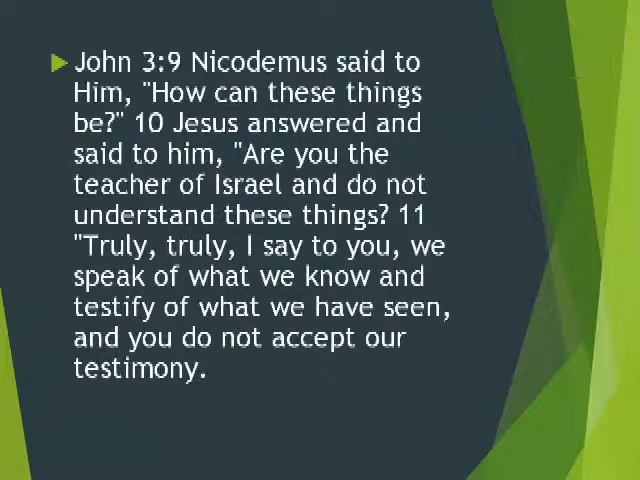 John 3:9 Nicodemus said to
Him, "How can these things
be?" 10 Jesus answered and
said to him, "Are you the
teacher of Israel and do not
understand these things? 11
"Truly, truly, I say to you, we
speak of what we know and
testify of what we have seen,
and you do not accept our
testimony.